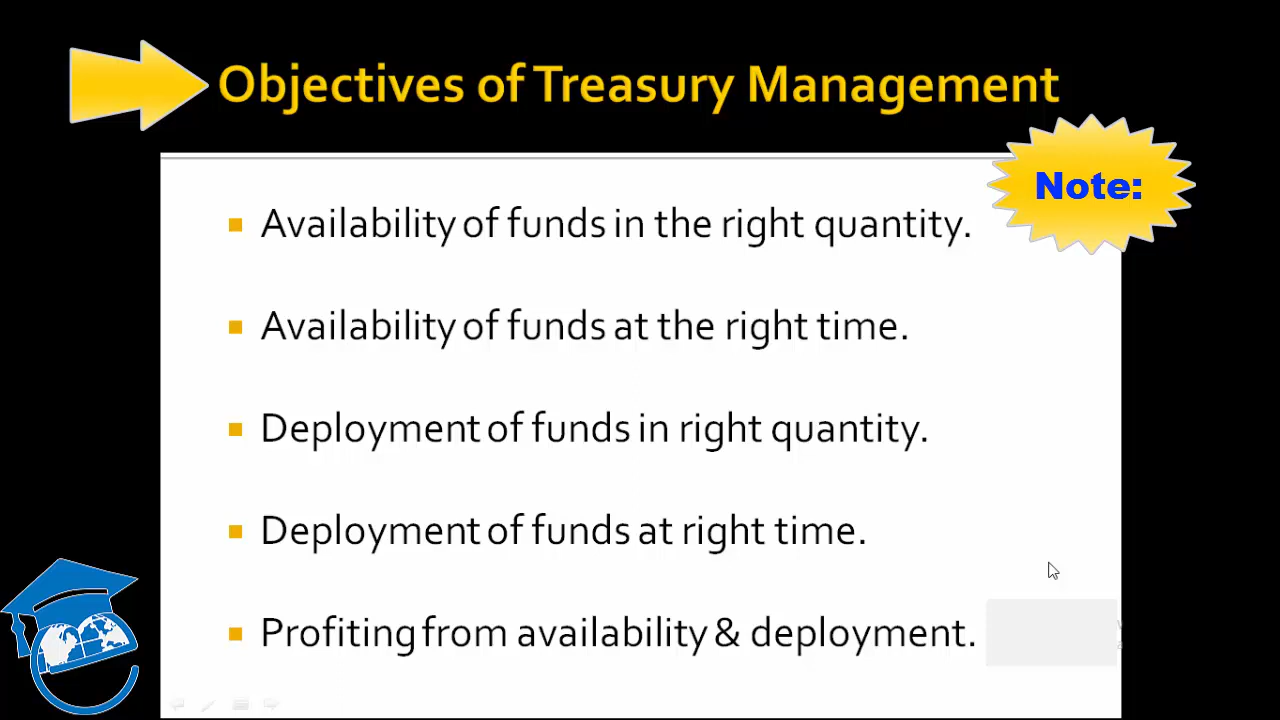 Objectives of Treasury Management
Note:
Availability of funds in the right quantity.
Availability of funds at the right time.
Deployment of funds in right quantity.
Deployment of funds at right time.
Profiting from availability & deployment.